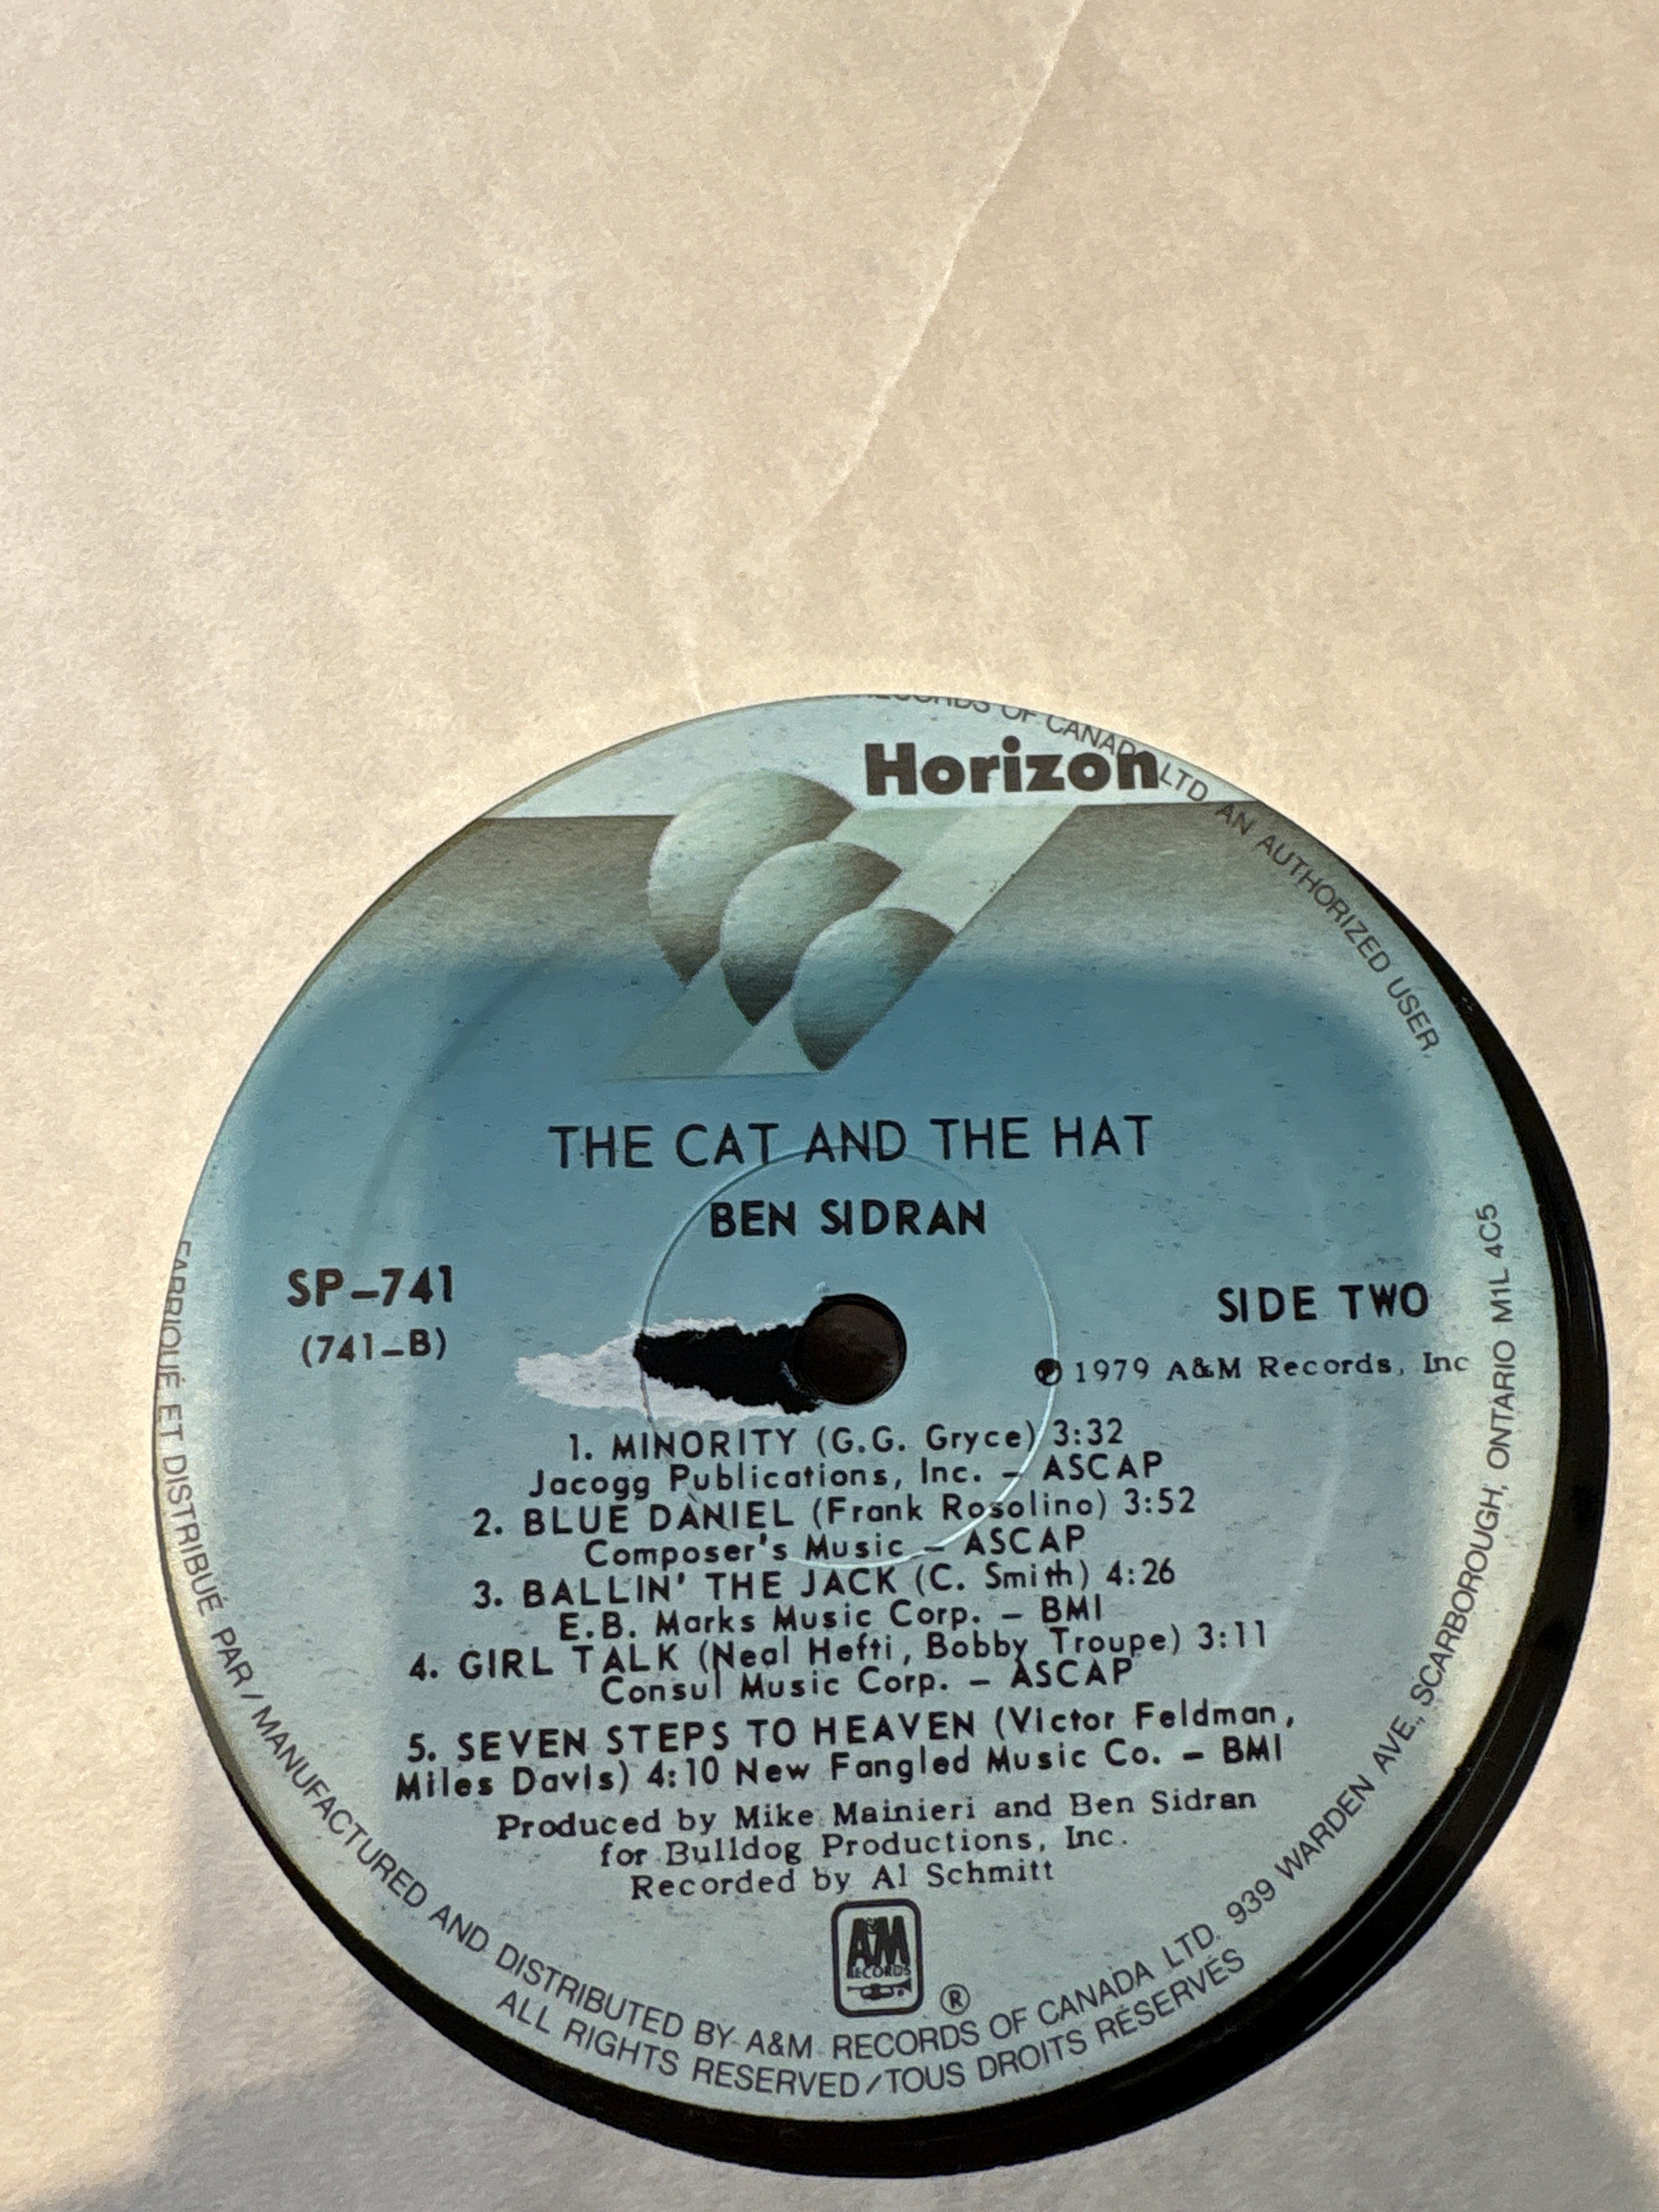 RECORDS OF CANADA LTD AN AUTHORIZED USER.
Horizon
THE CAT AND THE HAT
BEN SIDRAN
SP-741
(741-B)
SIDE TWO
℗ 1979 A&M Records, Inc
1. MINORITY (G.G. Gryce) 3:32
Jacogg Publications, Inc. - ASCAP
2. BLUE DANIEL (Frank Rosolino) 3:52
Composer's Music - ASCAP
3. BALLIN' THE JACK (C. Smith) 4:26
E.B. Marks Music Corp. - BMI
4. GIRL TALK (Neal Hefti, Bobby Troupe) 3:11
Consul Music Corp. - ASCAP
5. SEVEN STEPS TO HEAVEN (Victor Feldman,
Miles Davis) 4:10 New Fangled Music Co. - BMI
Produced by Mike Mainieri and Ben Sidran
for Bulldog Productions, Inc.
Recorded by Al Schmitt
A&M
RECORDS
®
FABRIQUÉ ET DISTRIBUÉ PAR / MANUFACTURED AND DISTRIBUTED BY A&M RECORDS OF CANADA LTD. 939 WARDEN AVE., SCARBOROUGH, ONTARIO M1L 4C5
ALL RIGHTS RESERVED/TOUS DROITS RÉSERVÉS